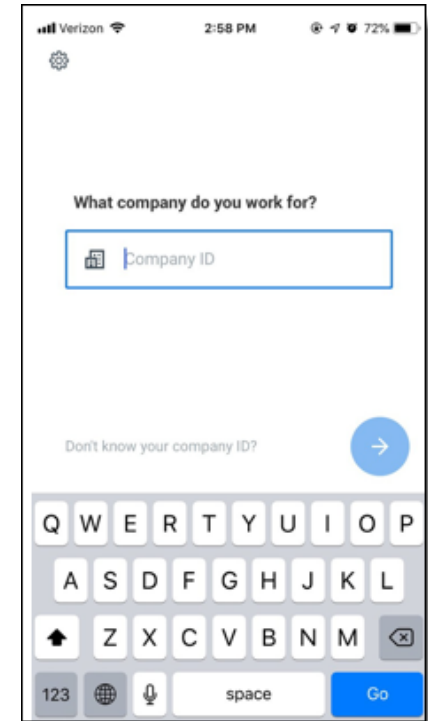 Verizon 2:58 PM 72%
What company do you work for?
Company ID
Don't know your company ID?
Q W E R T Y U I O P
A S D F G H J K L
Z X C V B N M
123 space Go